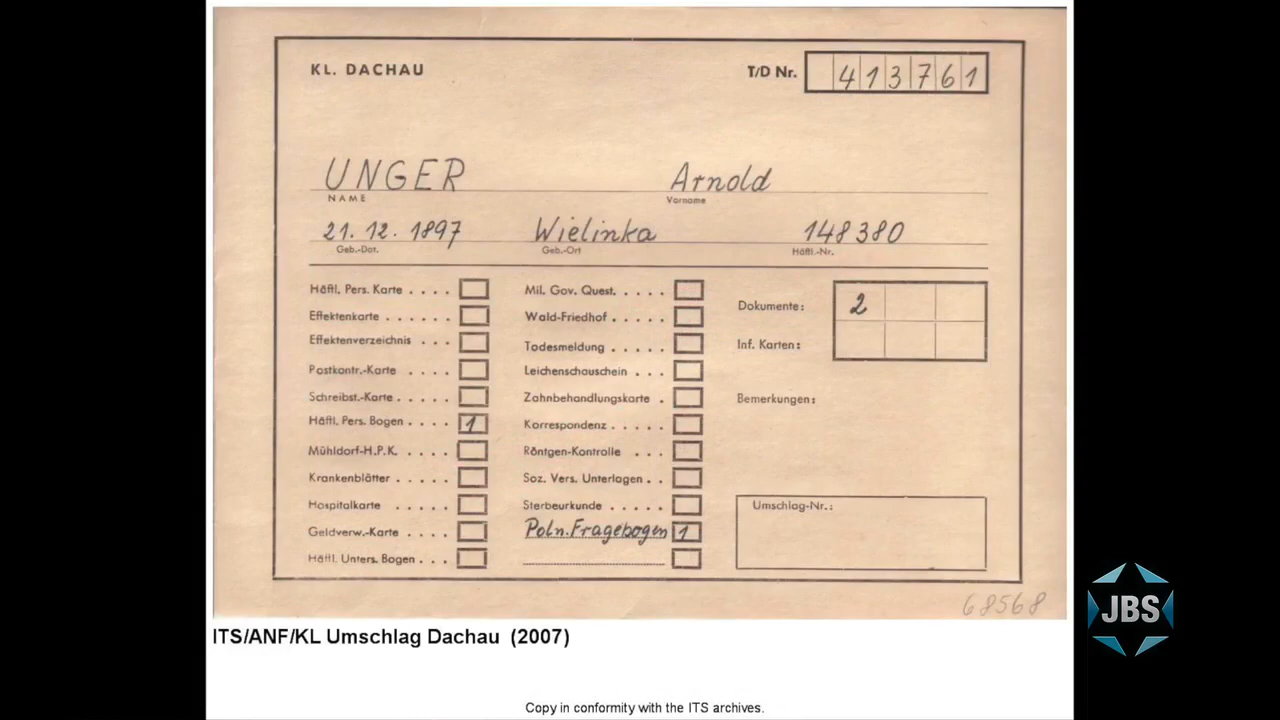 KL. DACHAU T/D Nr. 413761
UNGER Arnold
NAME Vorname
21. 12. 1897 Wielinka 148380
Geb.-Dat. Geb.-Ort Häftl.-Nr.
Häftl. Pers. Karte . . . . Mil. Gov. Quest. . . . . Dokumente: 2
Effektenkarte . . . . . . Wald-Friedhof . . . . .
Effektenverzeichnis . . . Todesmeldung . . . . . Inf. Karten:
Postkontr.-Karte . . . . Leichenschauschein . . .
Schreibst.-Karte . . . . Zahnbehandlungskarte . Bemerkungen:
Häftl. Pers. Bogen . . . . 1 Korrespondenz . . . . .
Mühldorf-H.P.K. . . . . Röntgen-Kontrolle . . .
Krankenblätter . . . . . Soz. Vers. Unterlagen . .
Hospitalkarte . . . . . Sterbeurkunde . . . . . Umschlag-Nr.:
Geldverw.-Karte . . . . Poln. Fragebogen 1
Häftl. Unters. Bogen . . .
68568
JBS
ITS/ANF/KL Umschlag Dachau (2007)
Copy in conformity with the ITS archives.